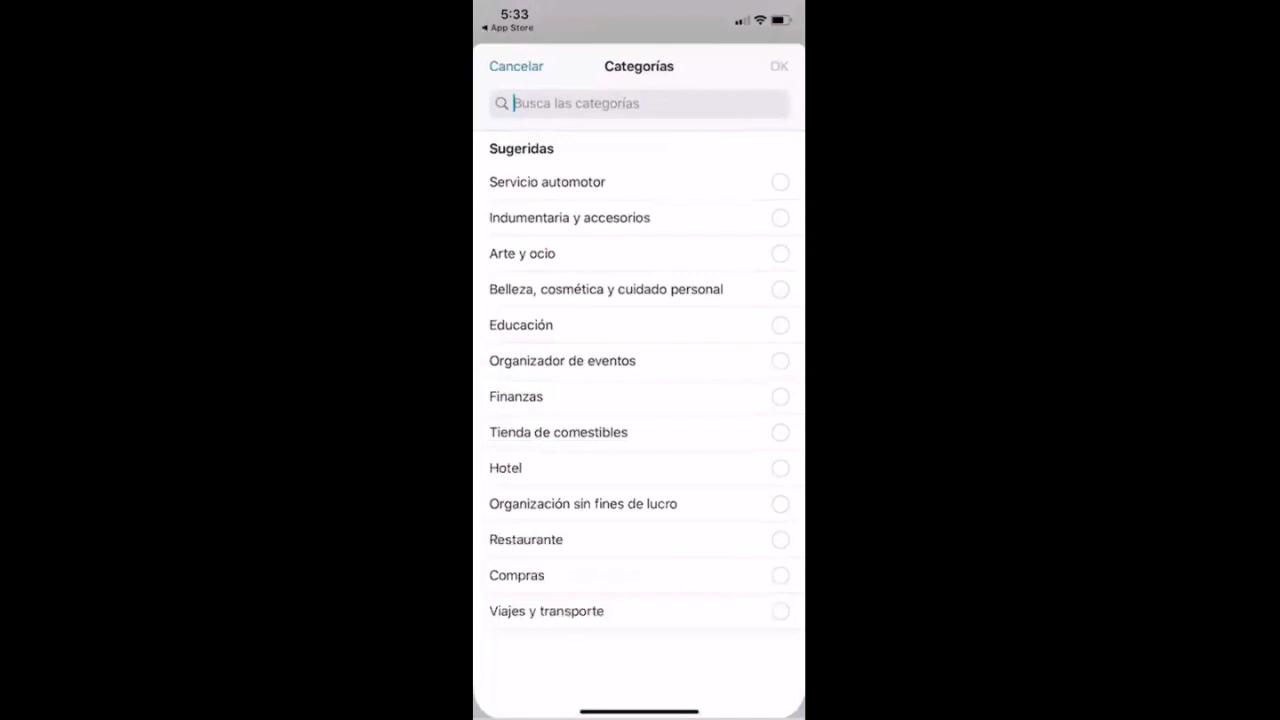 5:33
◀ App Store
Cancelar Categorías OK
Busca las categorías
Sugeridas
Servicio automotor
Indumentaria y accesorios
Arte y ocio
Belleza, cosmética y cuidado personal
Educación
Organizador de eventos
Finanzas
Tienda de comestibles
Hotel
Organización sin fines de lucro
Restaurante
Compras
Viajes y transporte